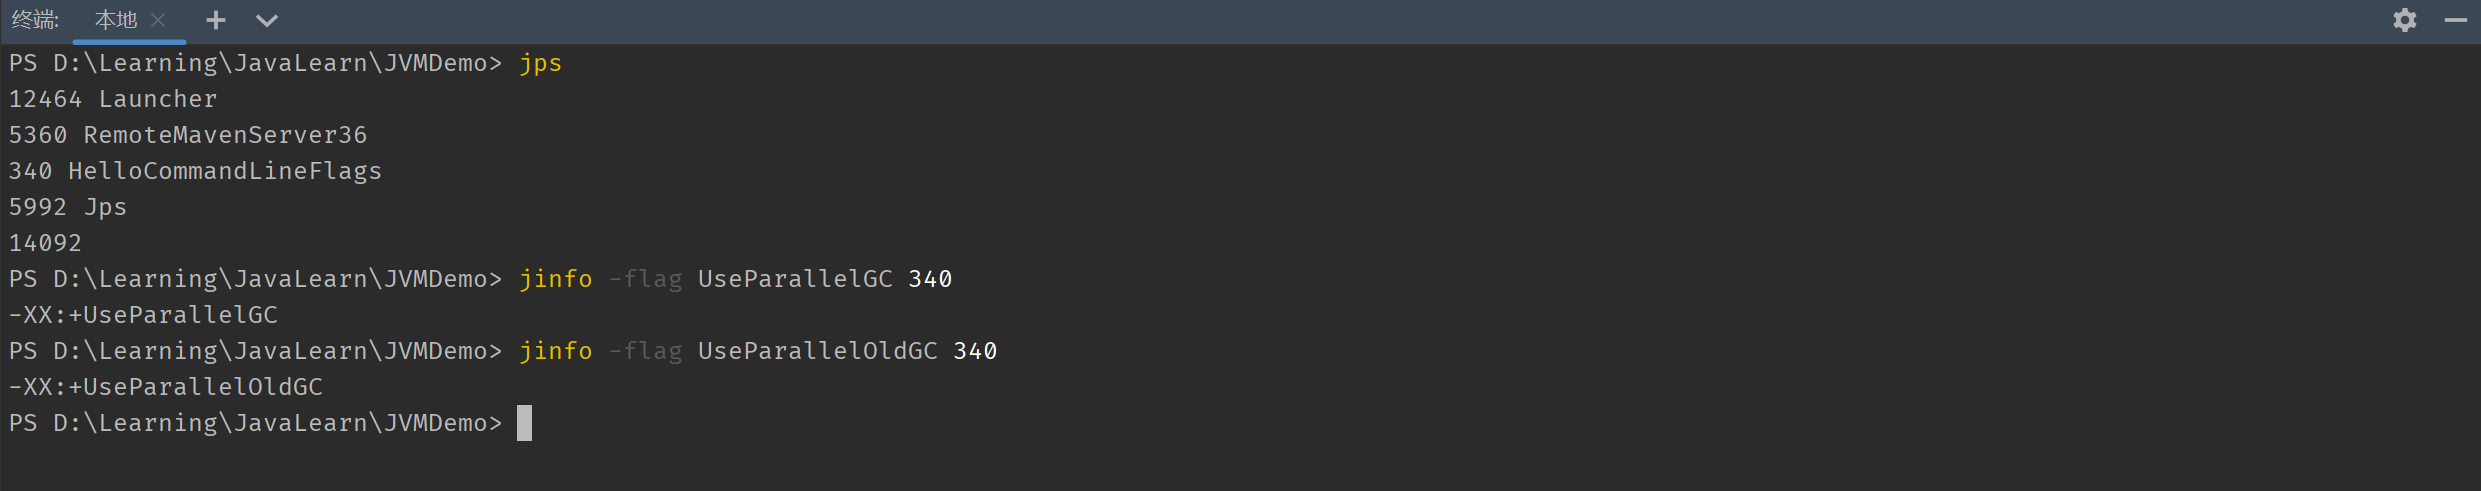 终端: 本地
PS D:\Learning\JavaLearn\JVMDemo> jps
12464 Launcher
5360 RemoteMavenServer36
340 HelloCommandLineFlags
5992 Jps
14092
PS D:\Learning\JavaLearn\JVMDemo> jinfo -flag UseParallelGC 340
-XX:+UseParallelGC
PS D:\Learning\JavaLearn\JVMDemo> jinfo -flag UseParallelOldGC 340
-XX:+UseParallelOldGC
PS D:\Learning\JavaLearn\JVMDemo>